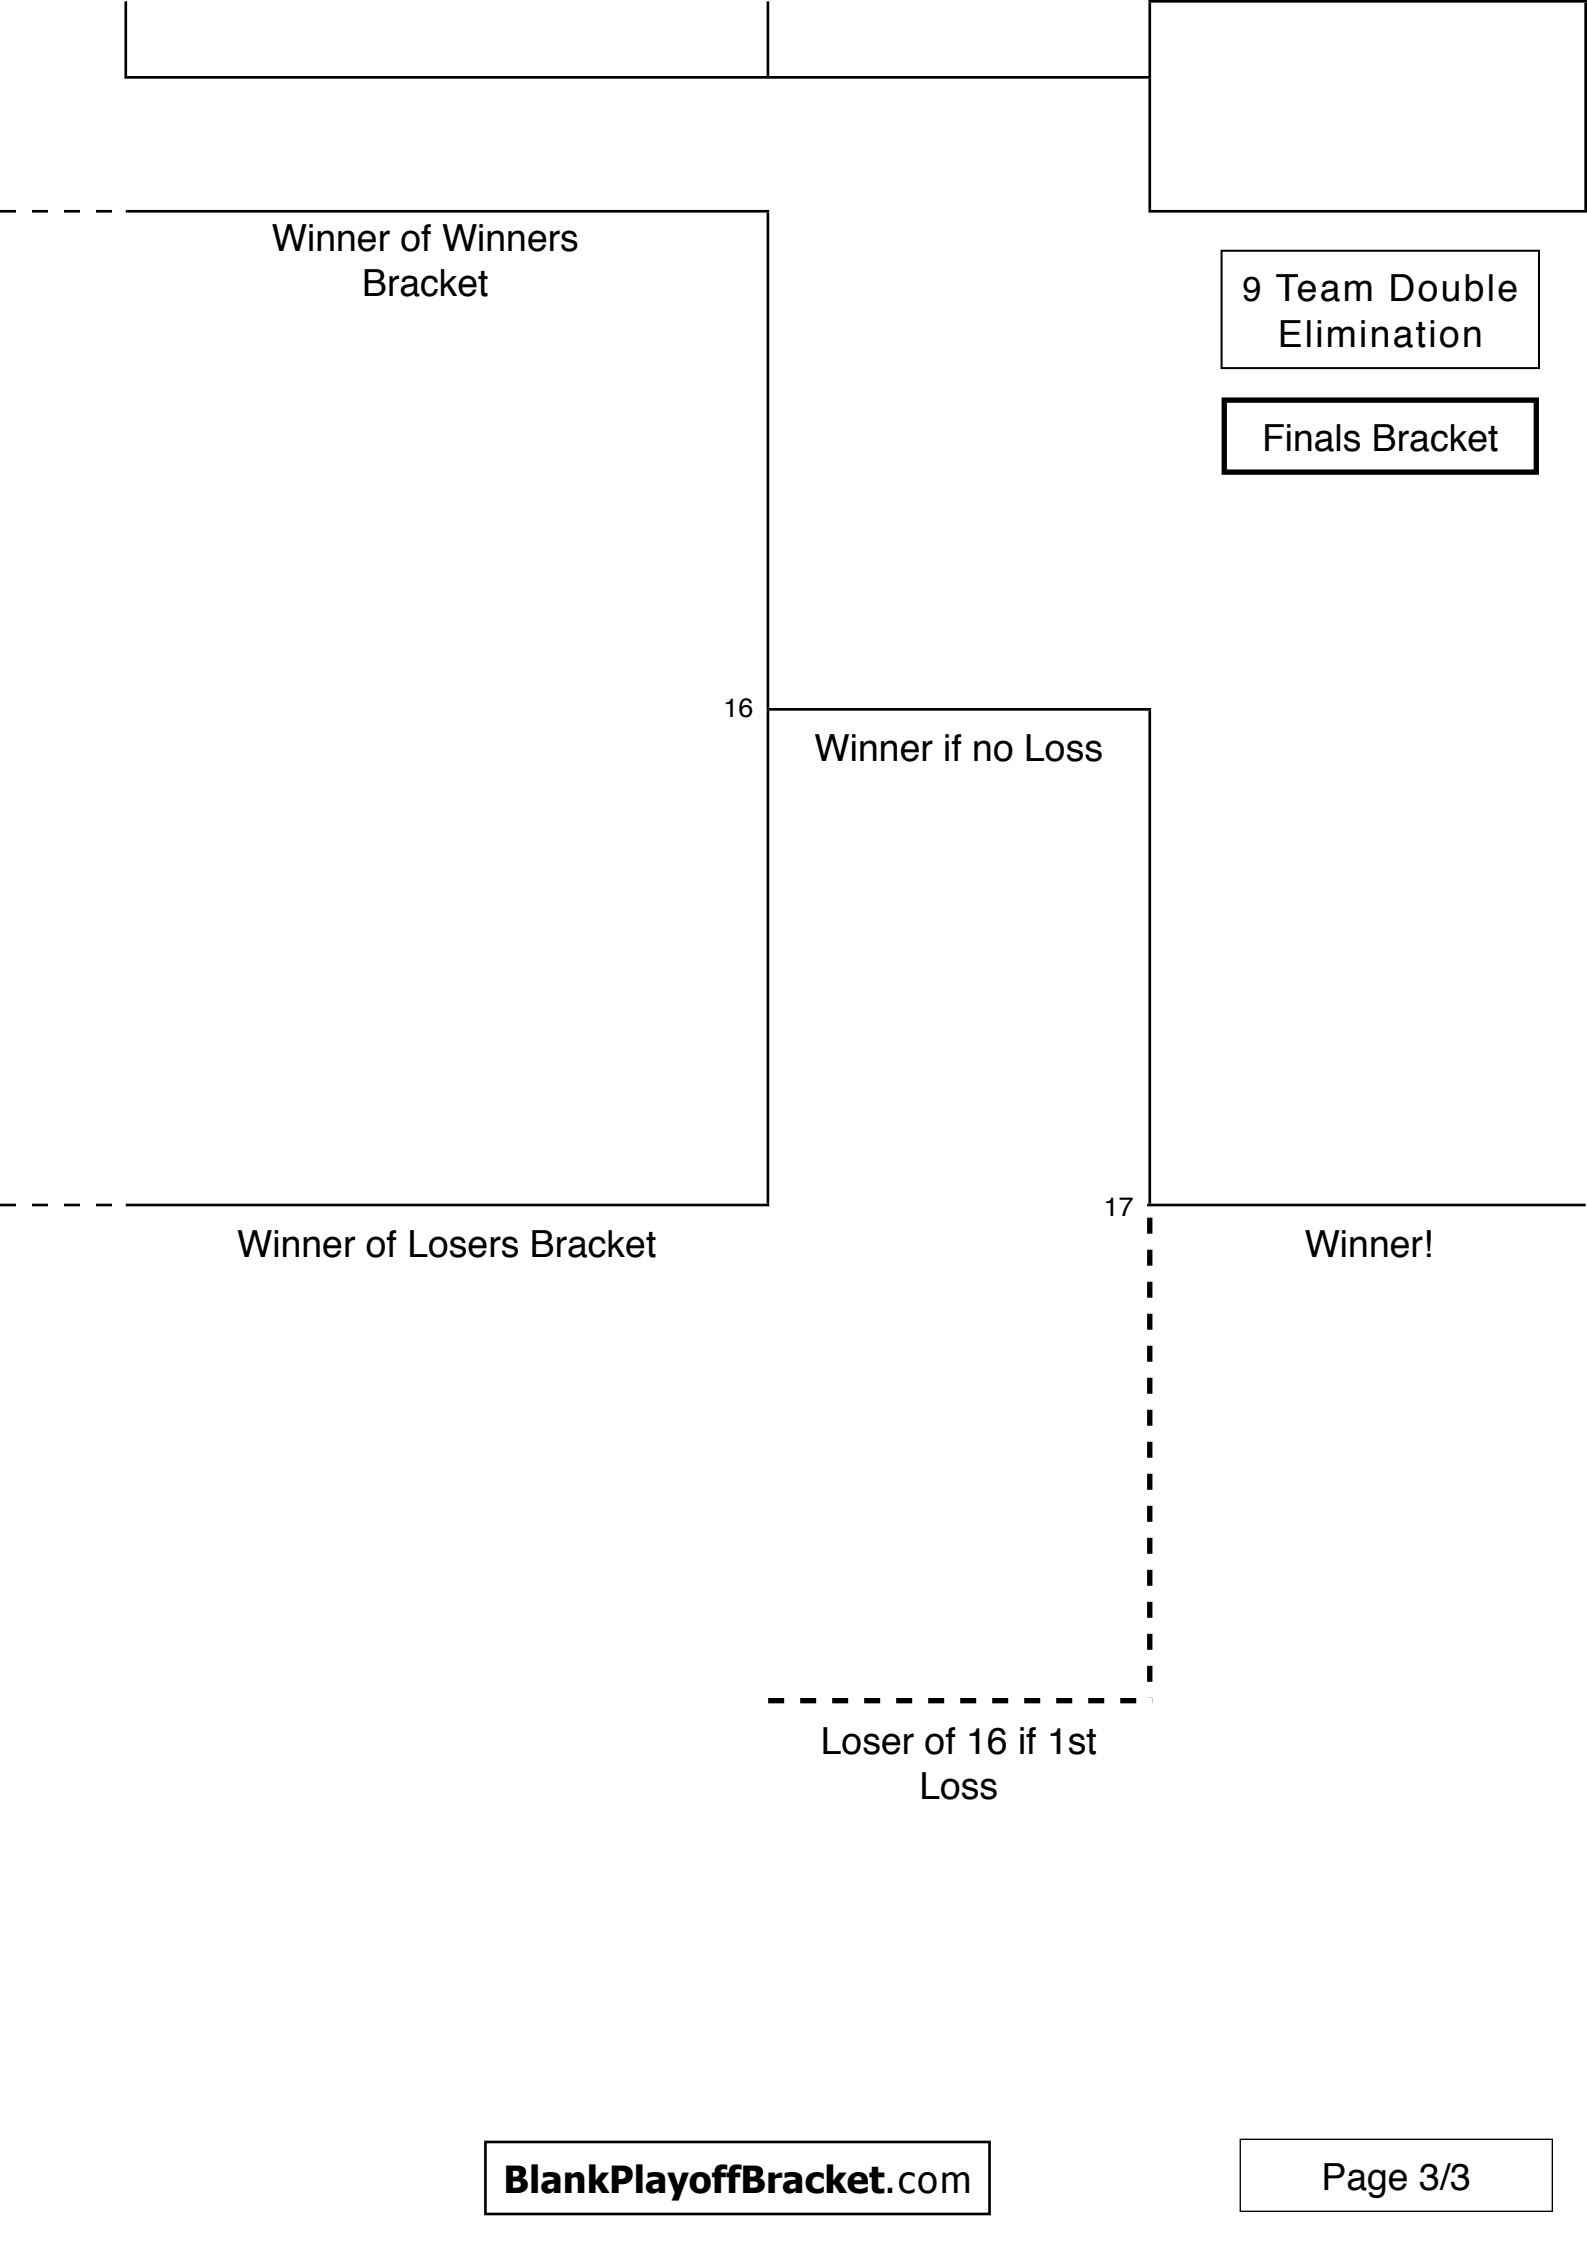 Winner of Winners
Bracket
9 Team Double
Elimination
Finals Bracket
16
Winner if no Loss
17
Winner of Losers Bracket
Winner!
Loser of 16 if 1st
Loss
BlankPlayoffBracket.com
Page 3/3